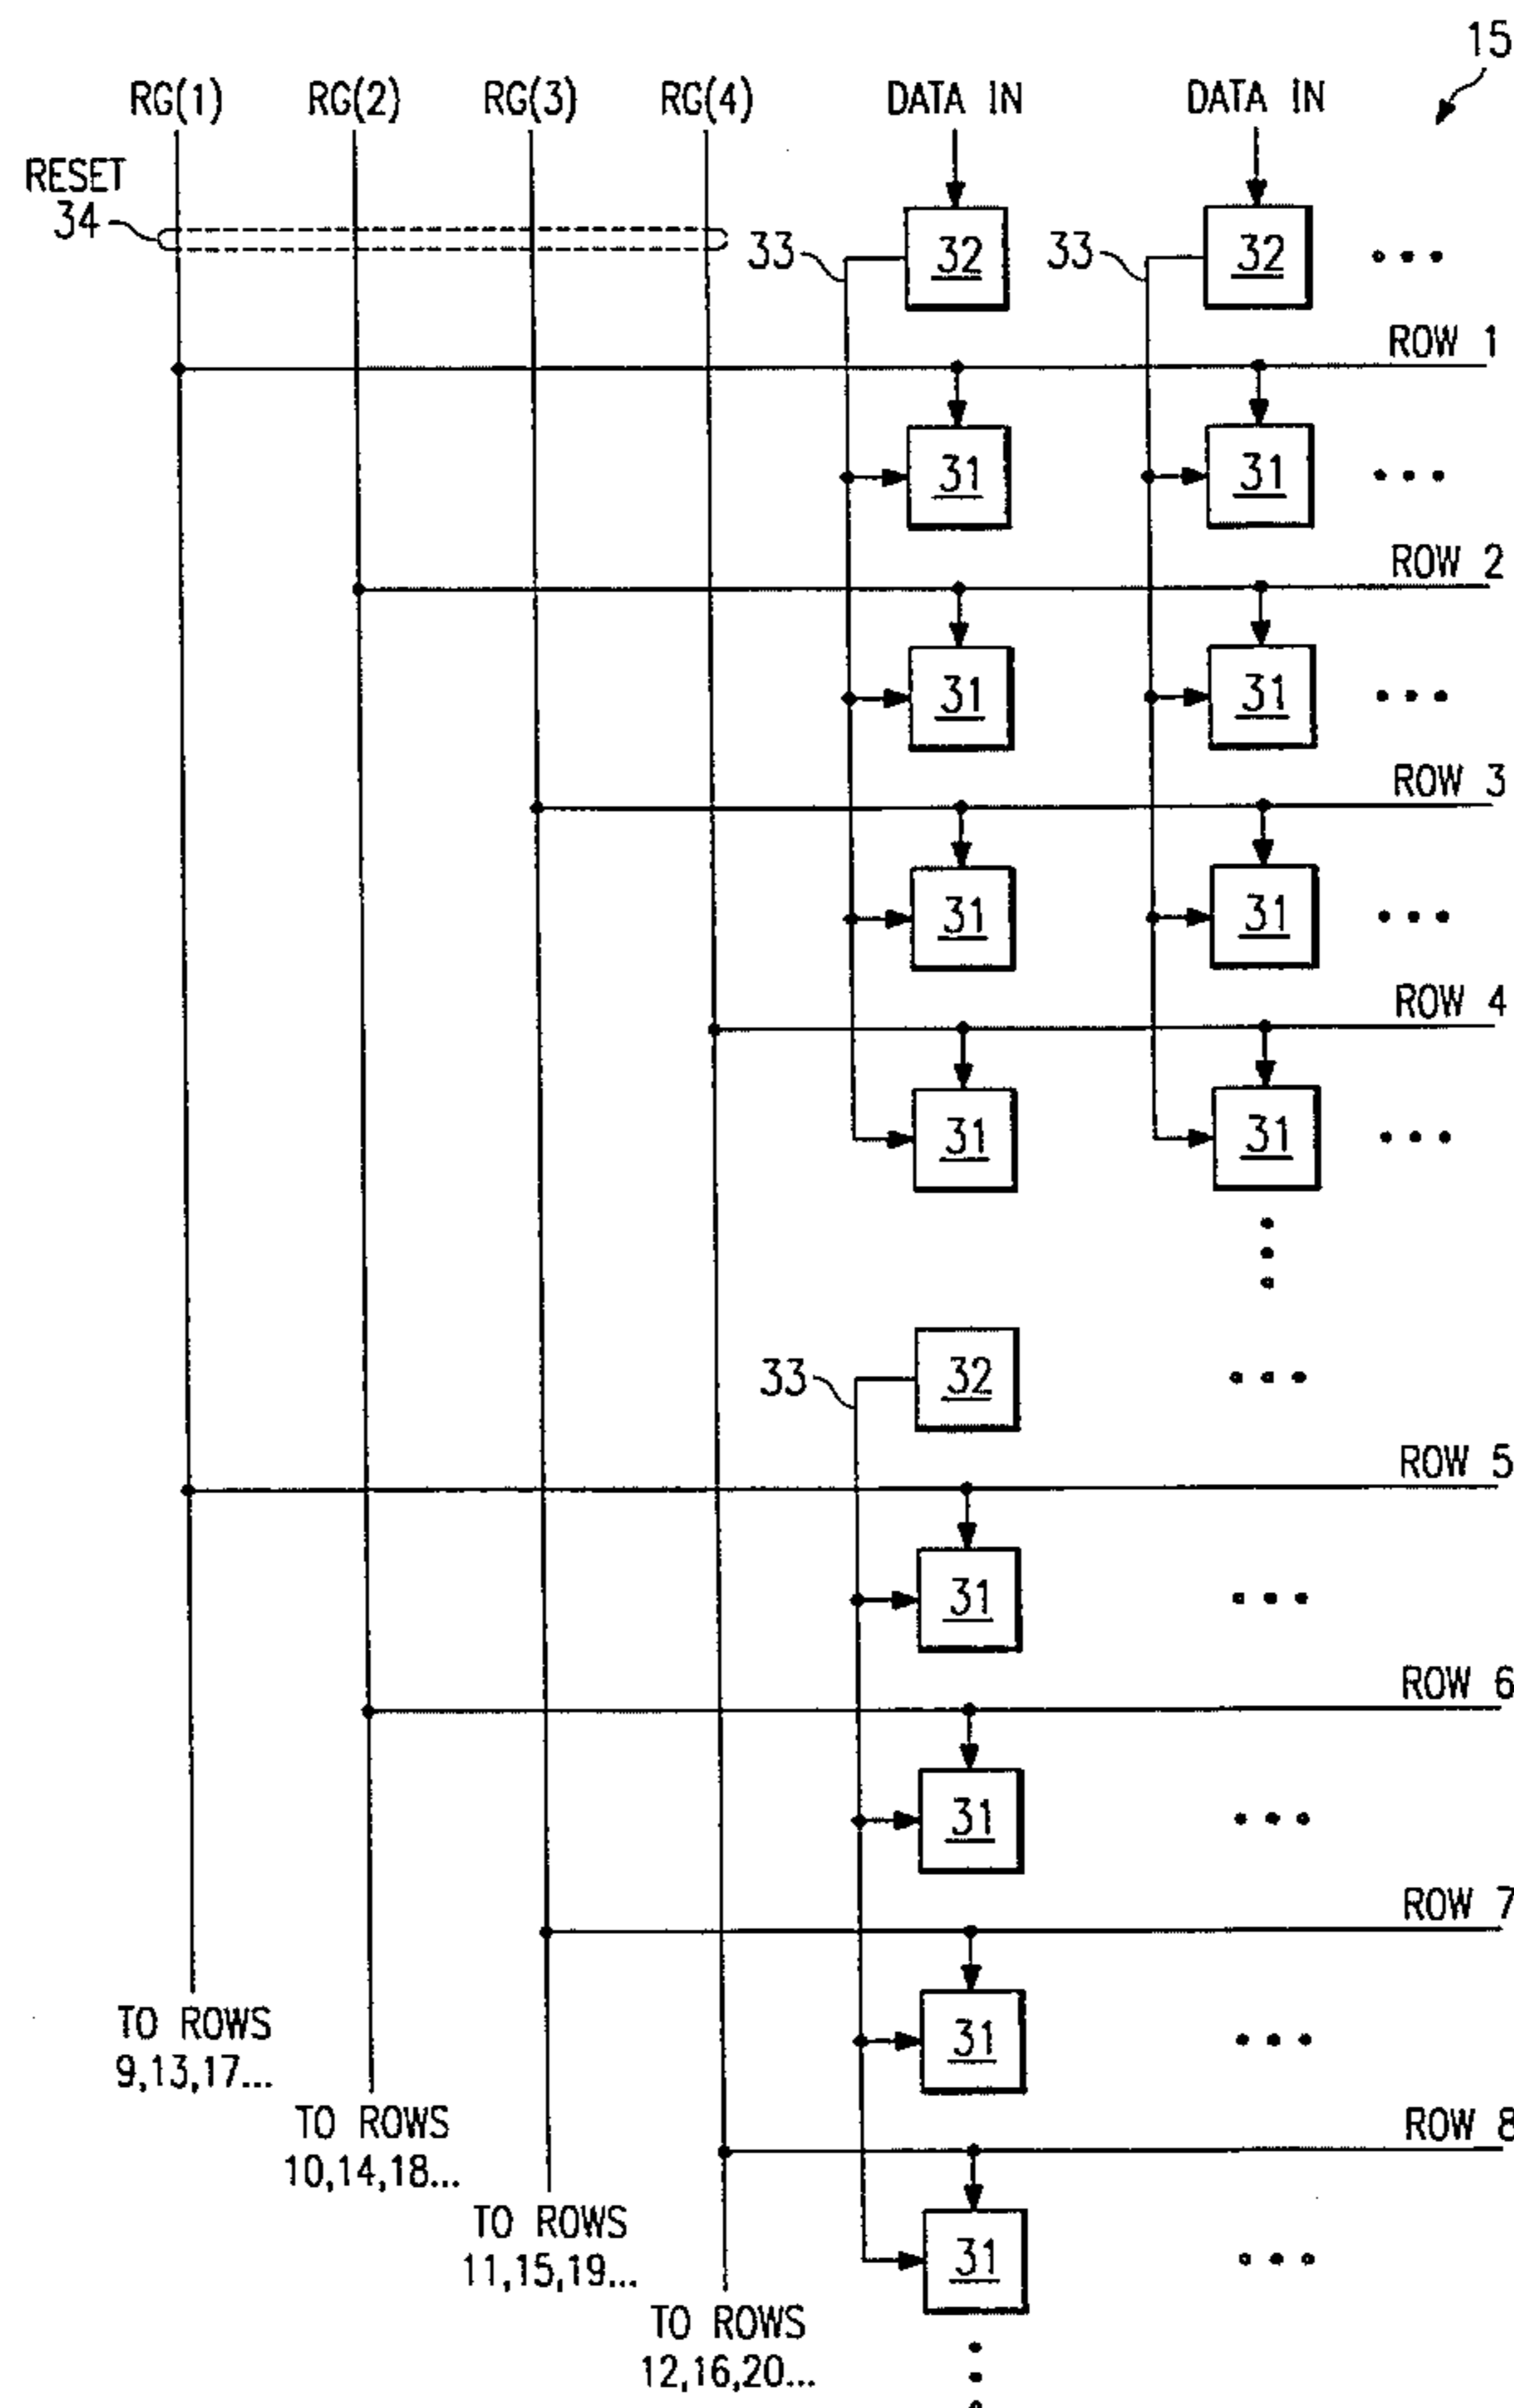 15
RG(1) RG(2) RG(3) RG(4) DATA IN DATA IN
RESET
34
33 32 33 32
ROW 1
31 31
ROW 2
31 31
ROW 3
31 31
ROW 4
31 31
33 32
ROW 5
31
ROW 6
31
ROW 7
31
TO ROWS
9,13,17...
ROW 8
TO ROWS
10,14,18...
31
TO ROWS
11,15,19...
TO ROWS
12,16,20...